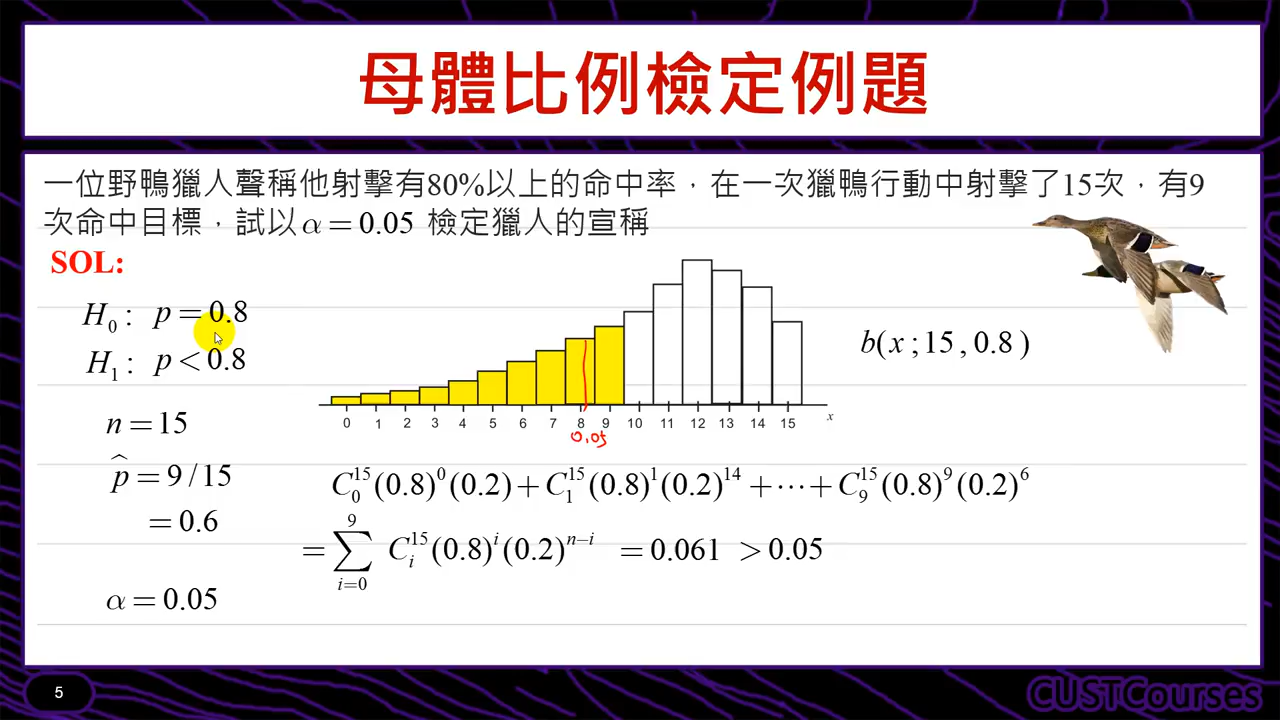 母體比例檢定例題
一位野鴨獵人聲稱他射擊有80%以上的命中率，在一次獵鴨行動中射擊了15次，有9
次命中目標，試以 α = 0.05 檢定獵人的宣稱
SOL:
H₀ : p = 0.8
H₁ : p < 0.8
n = 15
p̂ = 9 / 15
= 0.6
α = 0.05
b(x ; 15 , 0.8)
0 1 2 3 4 5 6 7 8 9 10 11 12 13 14 15 x
0.05
C₀¹⁵(0.8)⁰(0.2) + C₁¹⁵(0.8)¹(0.2)¹⁴ + ⋯ + C₉¹⁵(0.8)⁹(0.2)⁶
= ∑_{i=0}^{9} Cᵢ¹⁵(0.8)ⁱ(0.2)ⁿ⁻ⁱ = 0.061 > 0.05
5
CUSTCourses